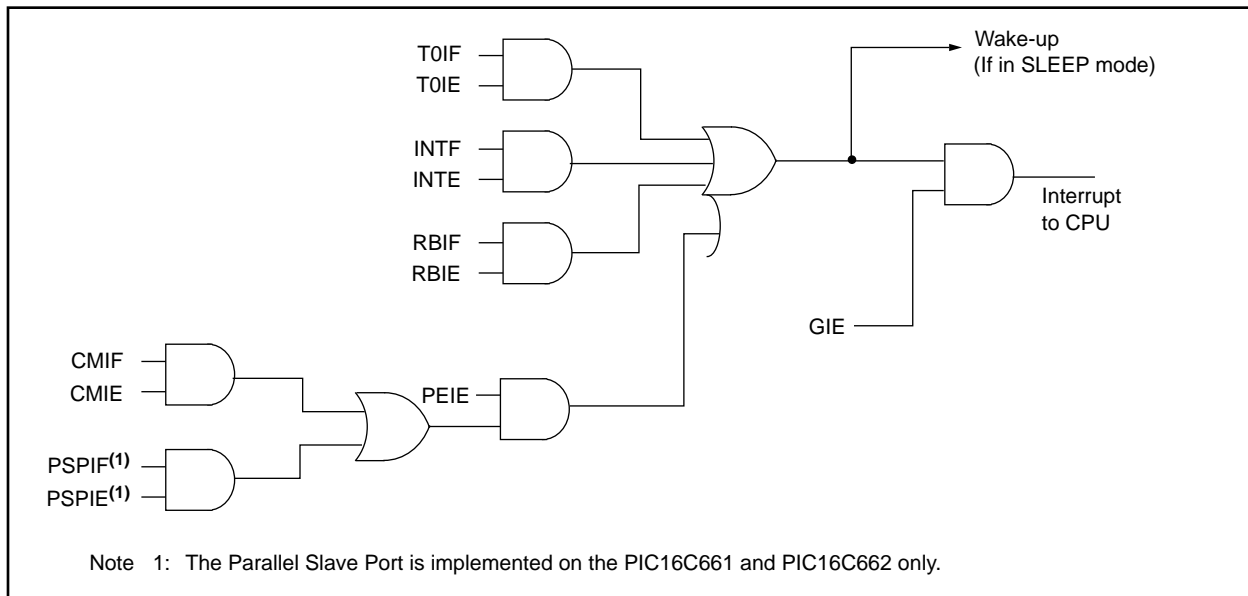 T0IF
T0IE
INTF
INTE
RBIF
RBIE
Wake-up
(If in SLEEP mode)
Interrupt
to CPU
GIE
CMIF
CMIE
PEIE
PSPIF(1)
PSPIE(1)
Note 1: The Parallel Slave Port is implemented on the PIC16C661 and PIC16C662 only.